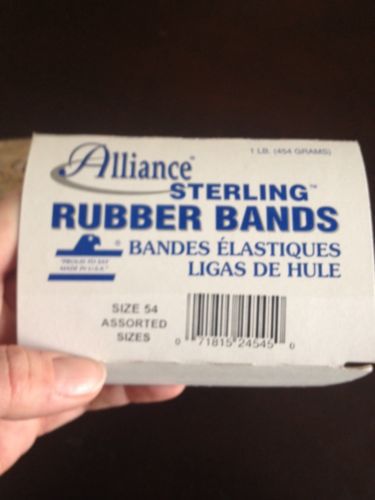 1 LB. (454 GRAMS)
Alliance®
STERLING™
RUBBER BANDS
®
BANDES ÉLASTIQUES
"PROUD TO SAY
MADE IN U.S.A."
LIGAS DE HULE
SIZE 54
ASSORTED
SIZES
0 71815 24545 0